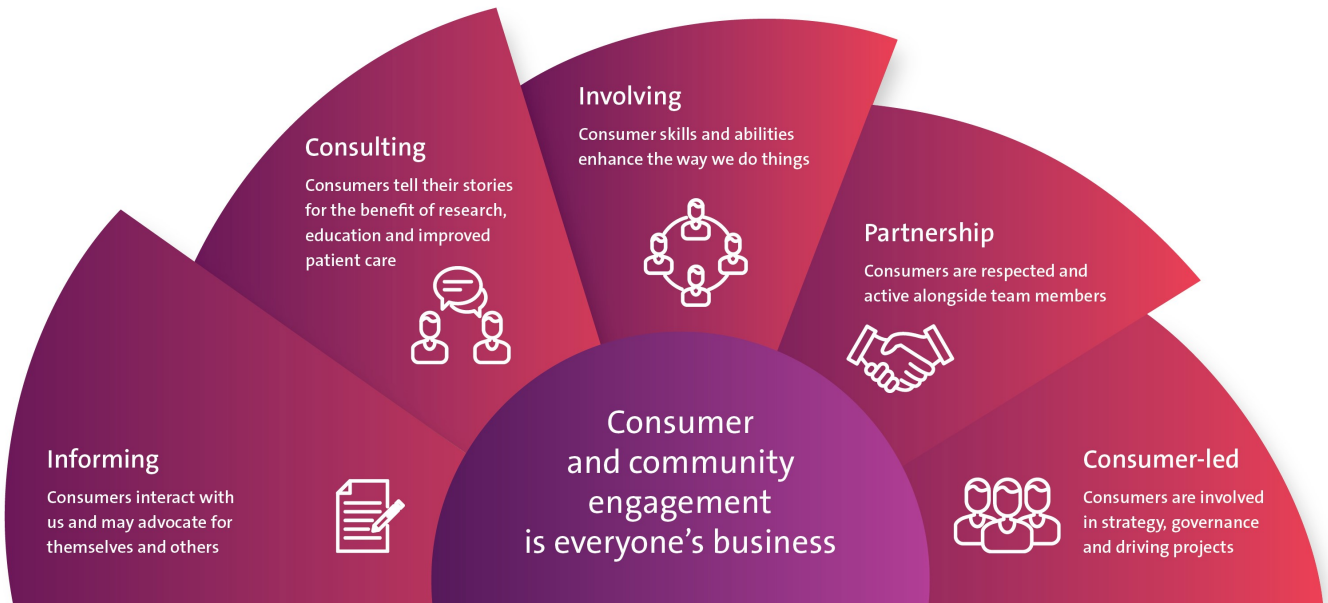 Informing
Consumers interact with
us and may advocate for
themselves and others
Consulting
Consumers tell their stories
for the benefit of research,
education and improved
patient care
Involving
Consumer skills and abilities
enhance the way we do things
Partnership
Consumers are respected and
active alongside team members
Consumer-led
Consumers are involved
in strategy, governance
and driving projects
Consumer
and community
engagement
is everyone’s business